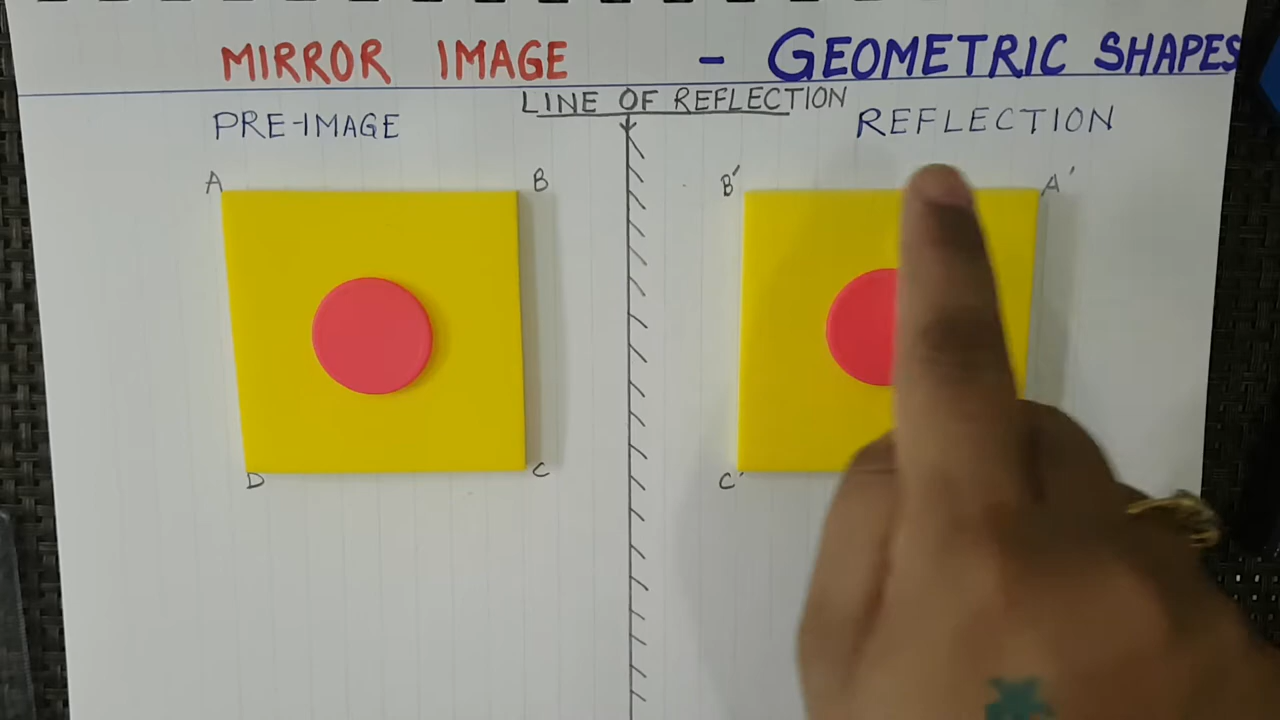 MIRROR IMAGE - GEOMETRIC SHAPES
LINE OF REFLECTION
PRE-IMAGE
REFLECTION
A
B
B'
A'
D
C
C'